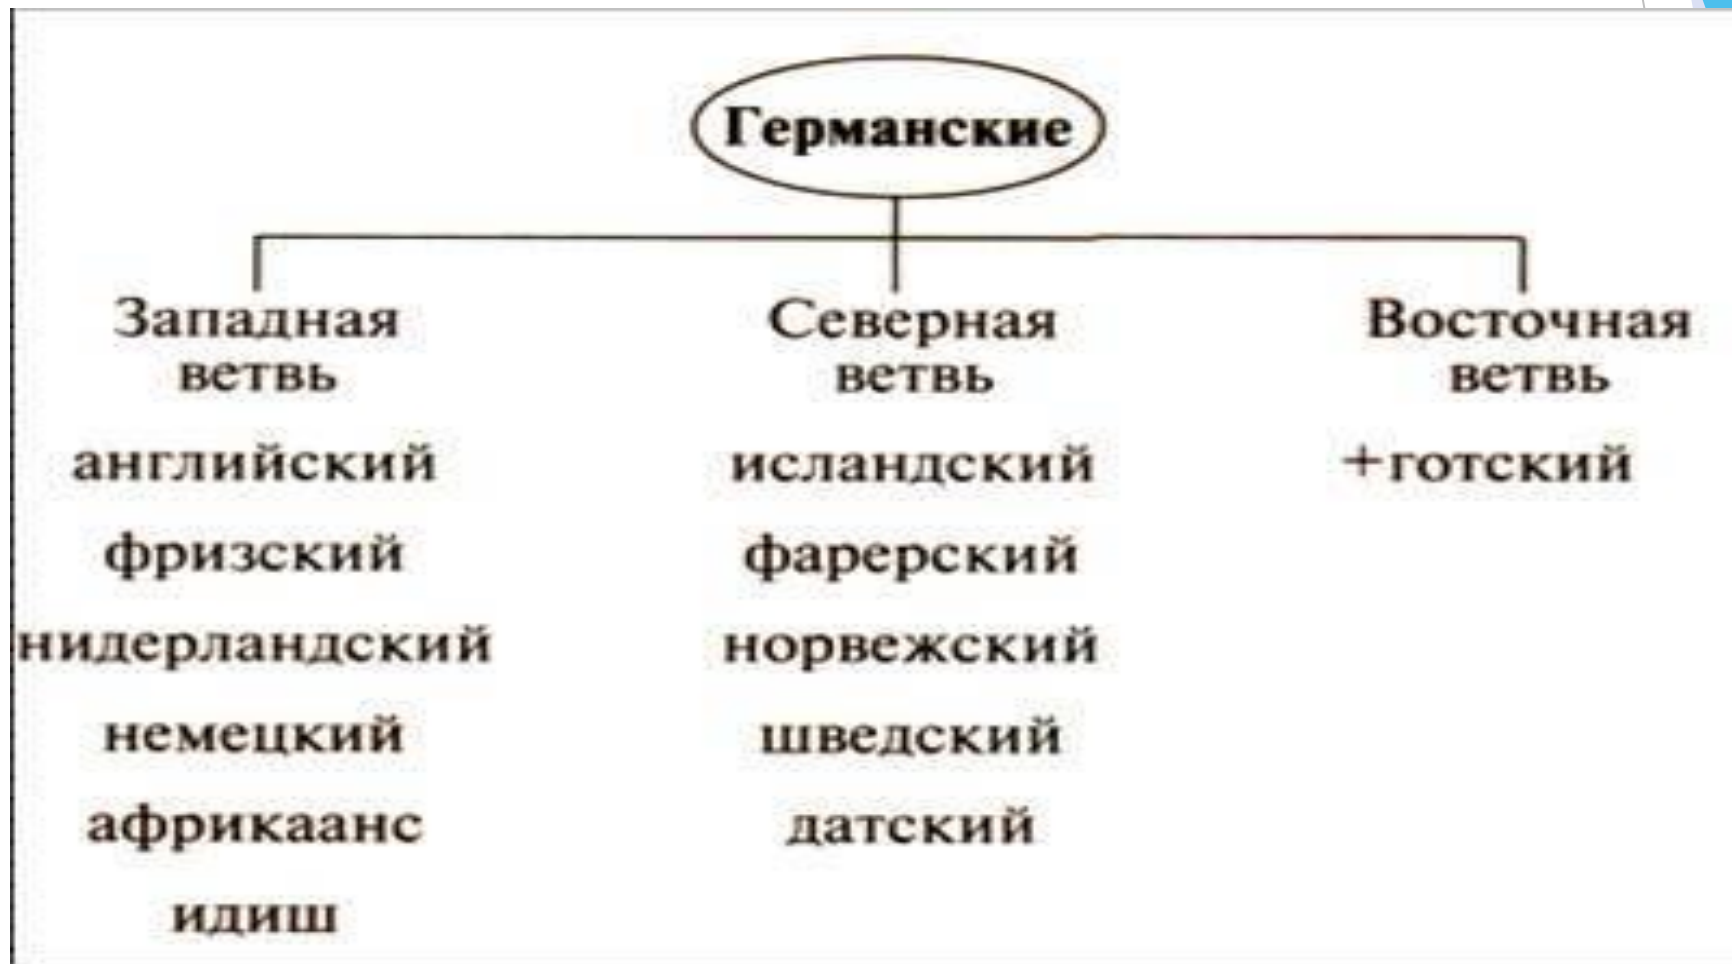 Германские
Западная
ветвь
английский
фризский
нидерландский
немецкий
африкаанс
идиш
Северная
ветвь
исландский
фарерский
норвежский
шведский
датский
Восточная
ветвь
+готский